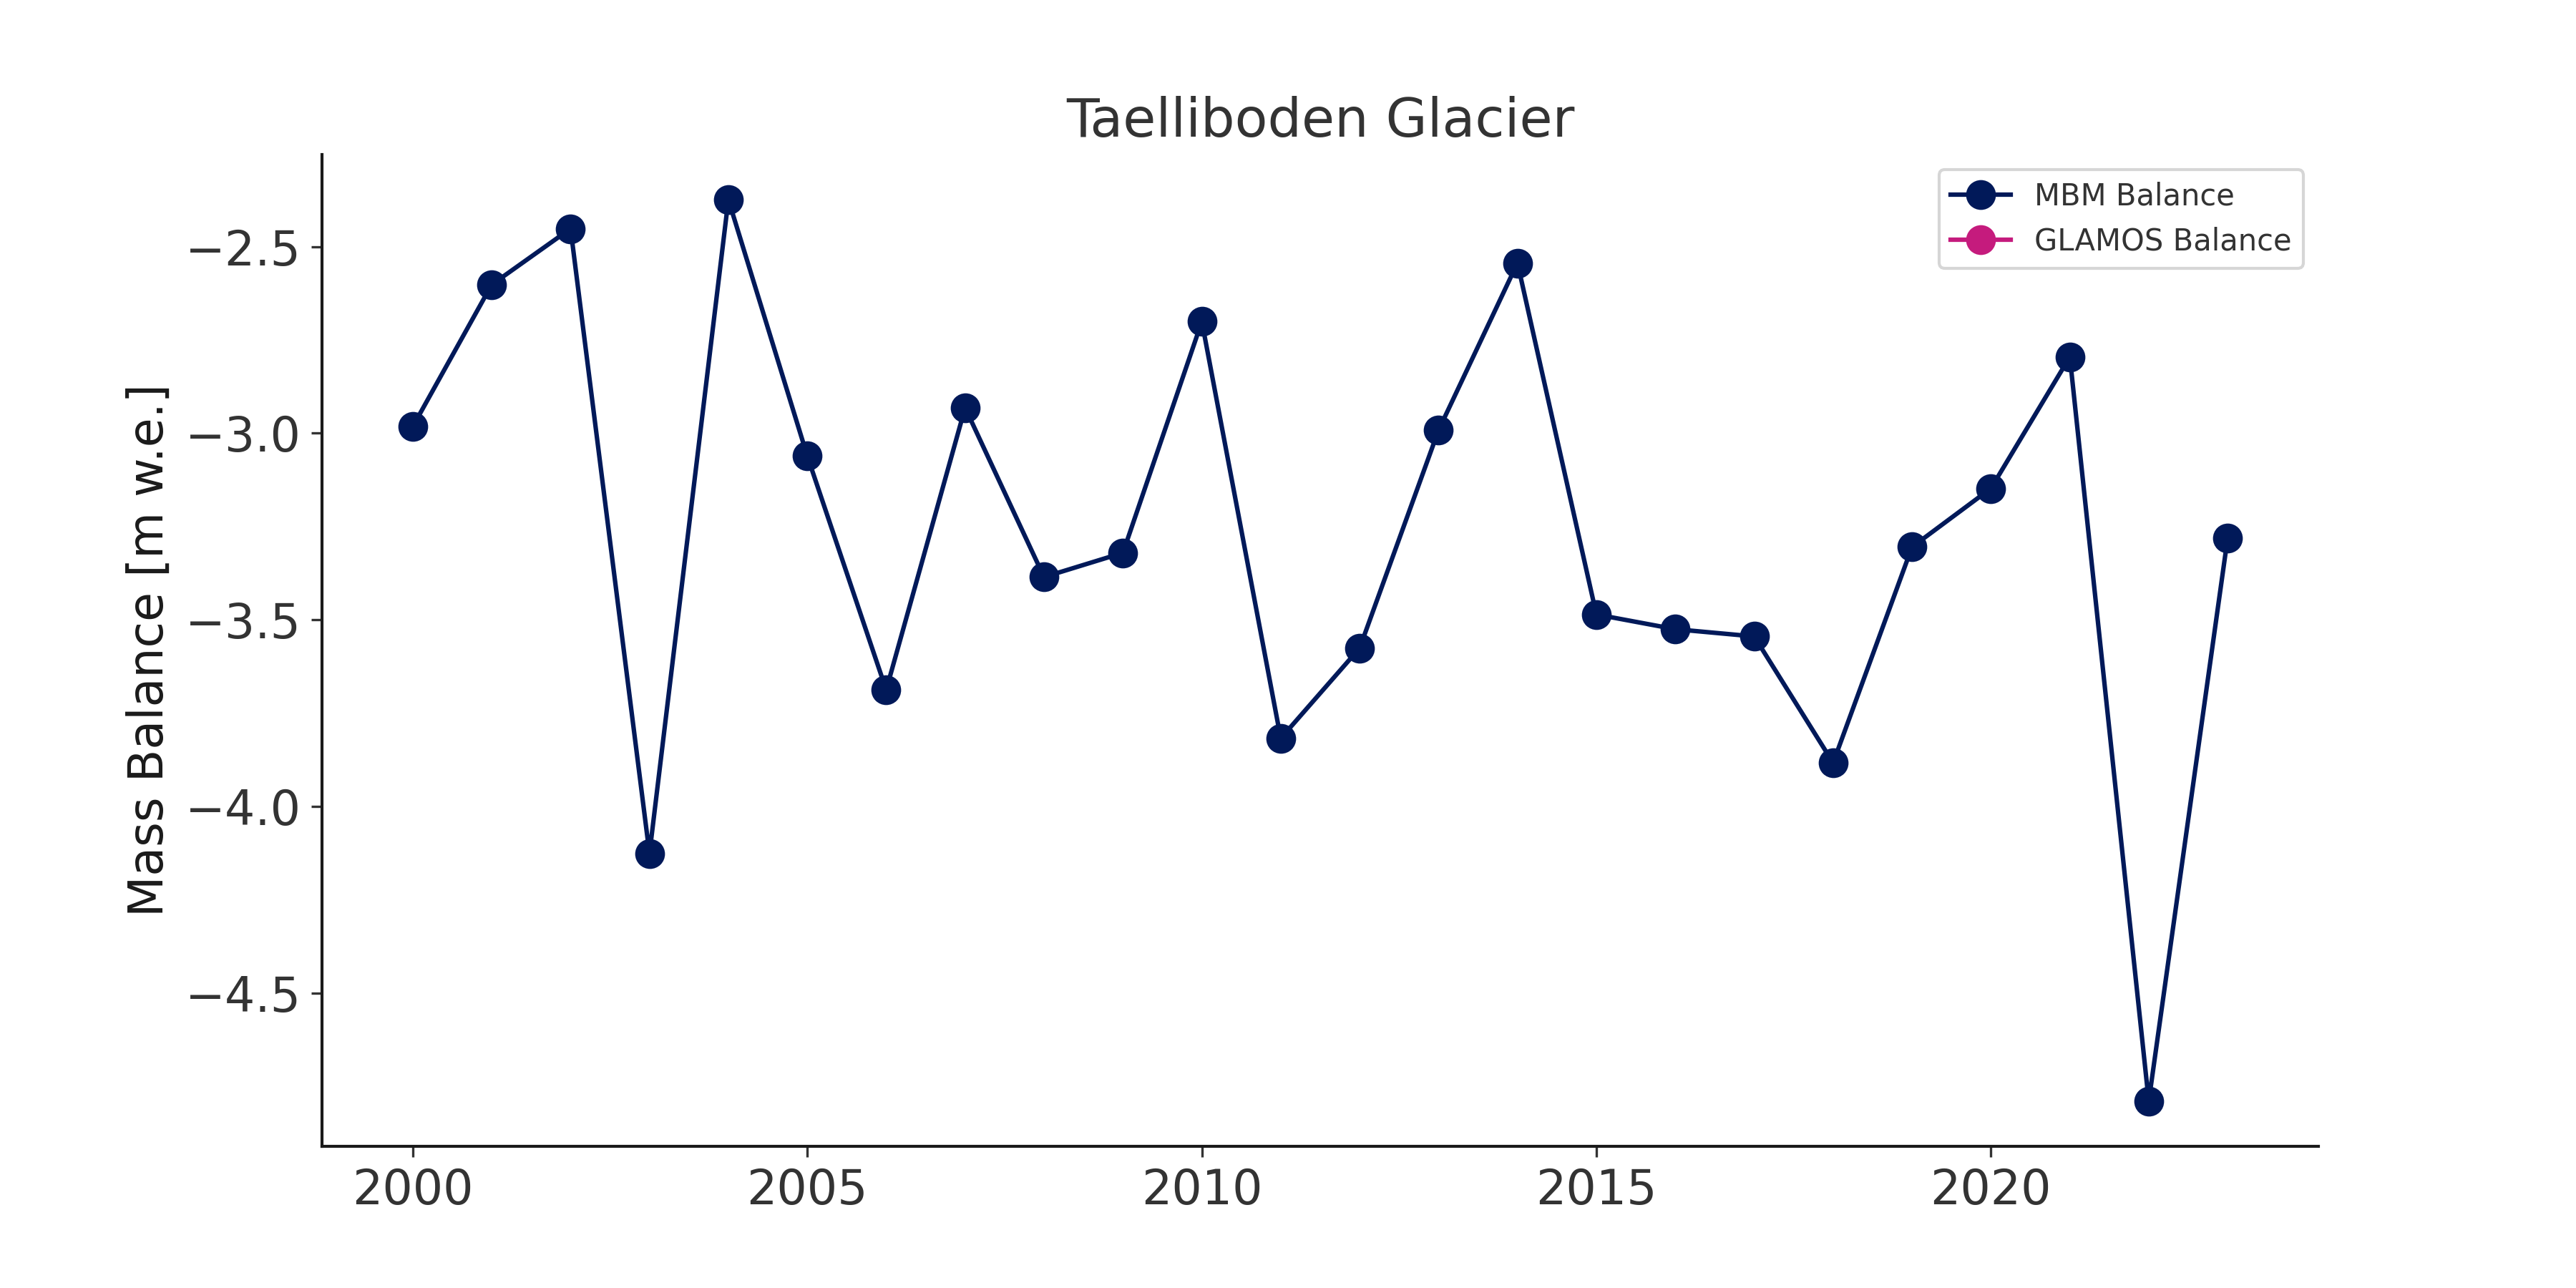 Taelliboden Glacier
MBM Balance
GLAMOS Balance
Mass Balance [m w.e.]
−2.5
−3.0
−3.5
−4.0
−4.5
2000 2005 2010 2015 2020